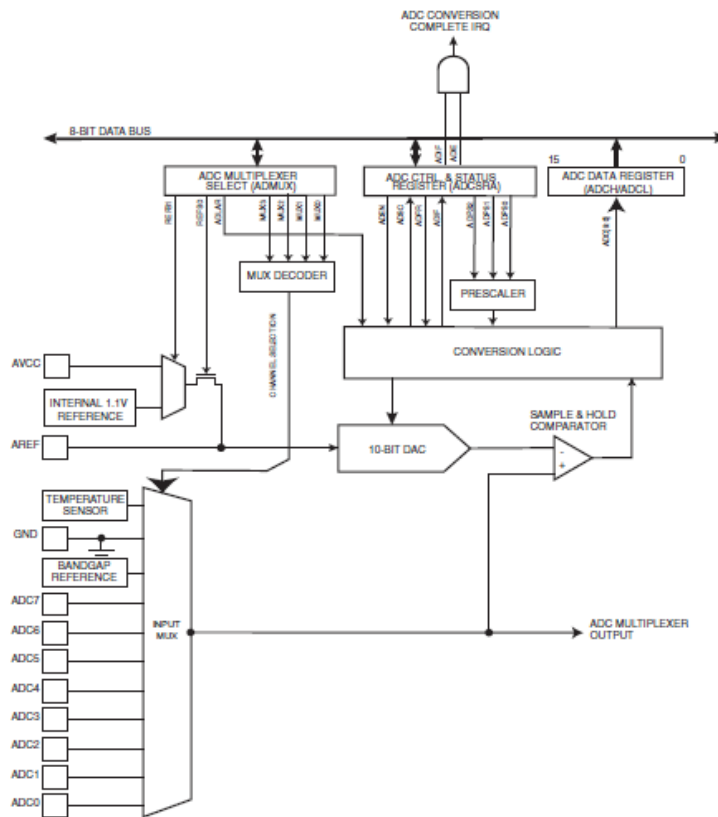 ADC CONVERSION
COMPLETE IRQ
8-BIT DATA BUS
ADIF
ADIE
15
0
ADC MULTIPLEXER
SELECT (ADMUX)
ADC CTRL. & STATUS
REGISTER (ADCSRA)
ADC DATA REGISTER
(ADCH/ADCL)
REFS1
REFS0
ADLAR
MUX3
MUX2
MUX1
MUX0
ADEN
ADSC
ADFR
ADIF
ADPS2
ADPS1
ADPS0
ADC[9:0]
MUX DECODER
PRESCALER
CHANNEL SELECTION
CONVERSION LOGIC
AVCC
INTERNAL 1.1V
REFERENCE
SAMPLE & HOLD
COMPARATOR
AREF
10-BIT DAC
-
+
TEMPERATURE
SENSOR
GND
BANDGAP
REFERENCE
ADC7
ADC6
ADC5
ADC4
ADC3
ADC2
ADC1
ADC0
INPUT
MUX
ADC MULTIPLEXER
OUTPUT